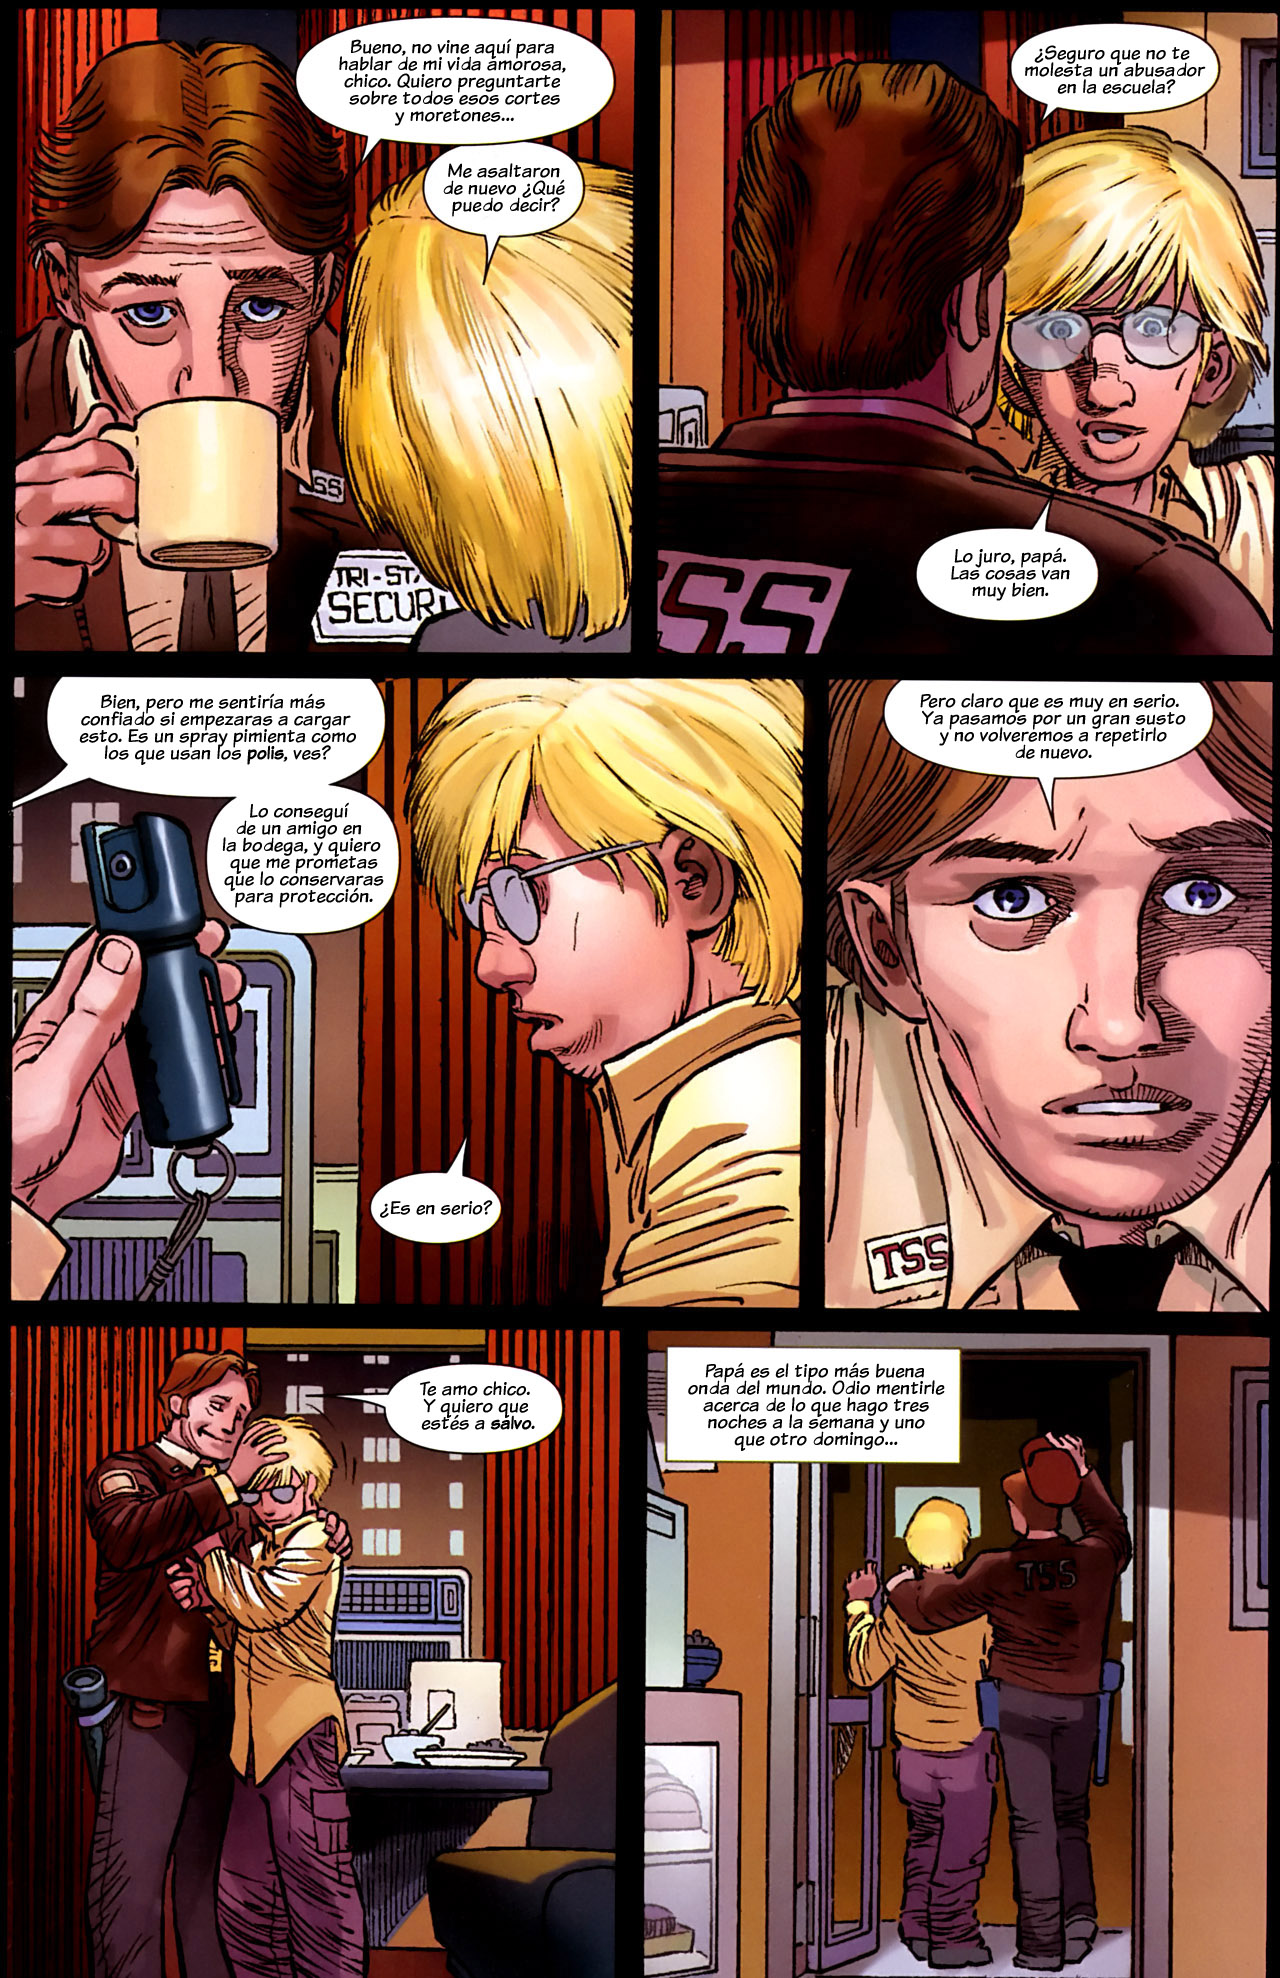 Bueno, no vine aquí para
hablar de mi vida amorosa,
chico. Quiero preguntarte
sobre todos esos cortes
y moretones...
Me asaltaron
de nuevo ¿Qué
puedo decir?
SS
TRI-STA
SECURI
¿Seguro que no te
molesta un abusador
en la escuela?
Lo juro, papá.
Las cosas van
muy bien.
TSS
Bien, pero me sentiría más
confiado si empezaras a cargar
esto. Es un spray pimienta como
los que usan los polis, ves?
Lo conseguí
de un amigo en
la bodega, y quiero
que me prometas
que lo conservaras
para protección.
¿Es en serio?
Pero claro que es muy en serio.
Ya pasamos por un gran susto
y no volveremos a repetirlo
de nuevo.
TSS
Te amo chico.
Y quiero que
estés a salvo.
Papá es el tipo más buena
onda del mundo. Odio mentirle
acerca de lo que hago tres
noches a la semana y uno
que otro domingo...
TSS